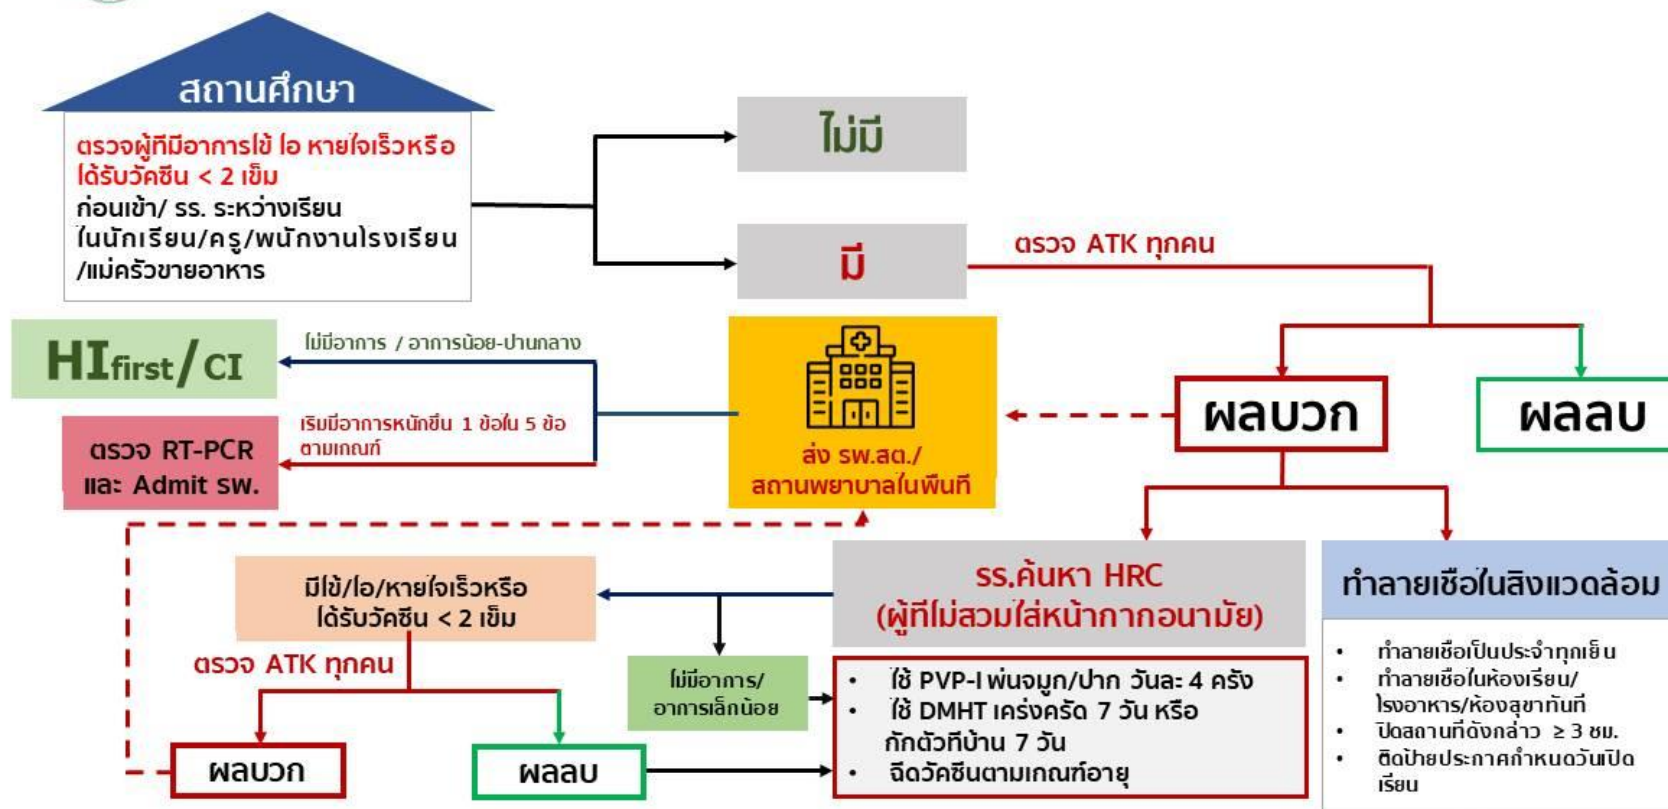 สถานศึกษา
ตรวจผู้ที่มีอาการไข้ ไอ หายใจเร็วหรือ
ได้รับวัคซีน < 2 เข็ม
ก่อนเข้า/ รร. ระหว่างเรียน
ในนักเรียน/ครู/พนักงานโรงเรียน
/แม่ครัวขายอาหาร
ไม่มี
มี
ตรวจ ATK ทุกคน
HIfirst/CI
ไม่มีอาการ / อาการน้อย-ปานกลาง
ตรวจ RT-PCR
และ Admit รพ.
เริ่มมีอาการหนักขึ้น 1 ข้อใน 5 ข้อ
ตามเกณฑ์
ส่ง รพ.สต./
สถานพยาบาลในพื้นที่
ผลบวก
ผลลบ
มีไข้/ไอ/หายใจเร็วหรือ
ได้รับวัคซีน < 2 เข็ม
รร.ค้นหา HRC
(ผู้ที่ไม่สวมใส่หน้ากากอนามัย)
ทำลายเชื้อในสิ่งแวดล้อม
ตรวจ ATK ทุกคน
ไม่มีอาการ/
อาการเล็กน้อย
• ใช้ PVP-I พ่นจมูก/ปาก วันละ 4 ครั้ง
• ใช้ DMHT เคร่งครัด 7 วัน หรือ
กักตัวที่บ้าน 7 วัน
• ฉีดวัคซีนตามเกณฑ์อายุ
• ทำลายเชื้อเป็นประจำทุกเย็น
• ทำลายเชื้อในห้องเรียน/
โรงอาหาร/ห้องสุขาทันที
• ปิดสถานที่ดังกล่าว ≥ 3 ชม.
• ติดป้ายประกาศกำหนดวันเปิด
เรียน
ผลบวก
ผลลบ